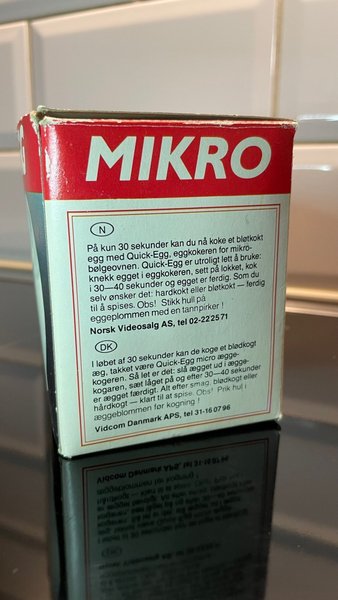 MIKRO
N
På kun 30 sekunder kan du nå koke et bløtkokt
egg med Quick-Egg, eggkokeren for mikro-
bølgeovnen. Quick-Egg er utroligt lett å bruke:
knekk egget i eggkokeren, sett på lokket, kok
i 30—40 sekunder og egget er ferdig. Som du
selv ønsker det: hardkokt eller bløtkokt — ferdig
til å spises. Obs! Stikk hull på
eggeplommen med en tannpirker !
Norsk Videosalg AS, tel 02-222571
DK
I løbet af 30 sekunder kan de koge et blødkogt
æg, takket være Quick-Egg micro ægge-
kogeren. Så let er det: slå ægget ud i ægge-
kogaren, sæt låget på og efter 30—40 sekunder
er ægget færdigt. Alt efter smag, blødkogt eller
hårdkogt — klart til at spise. Obs! Prik hul i
æggeblommen før kogning !
Vidcom Danmark APS, tel 31-16 07 96